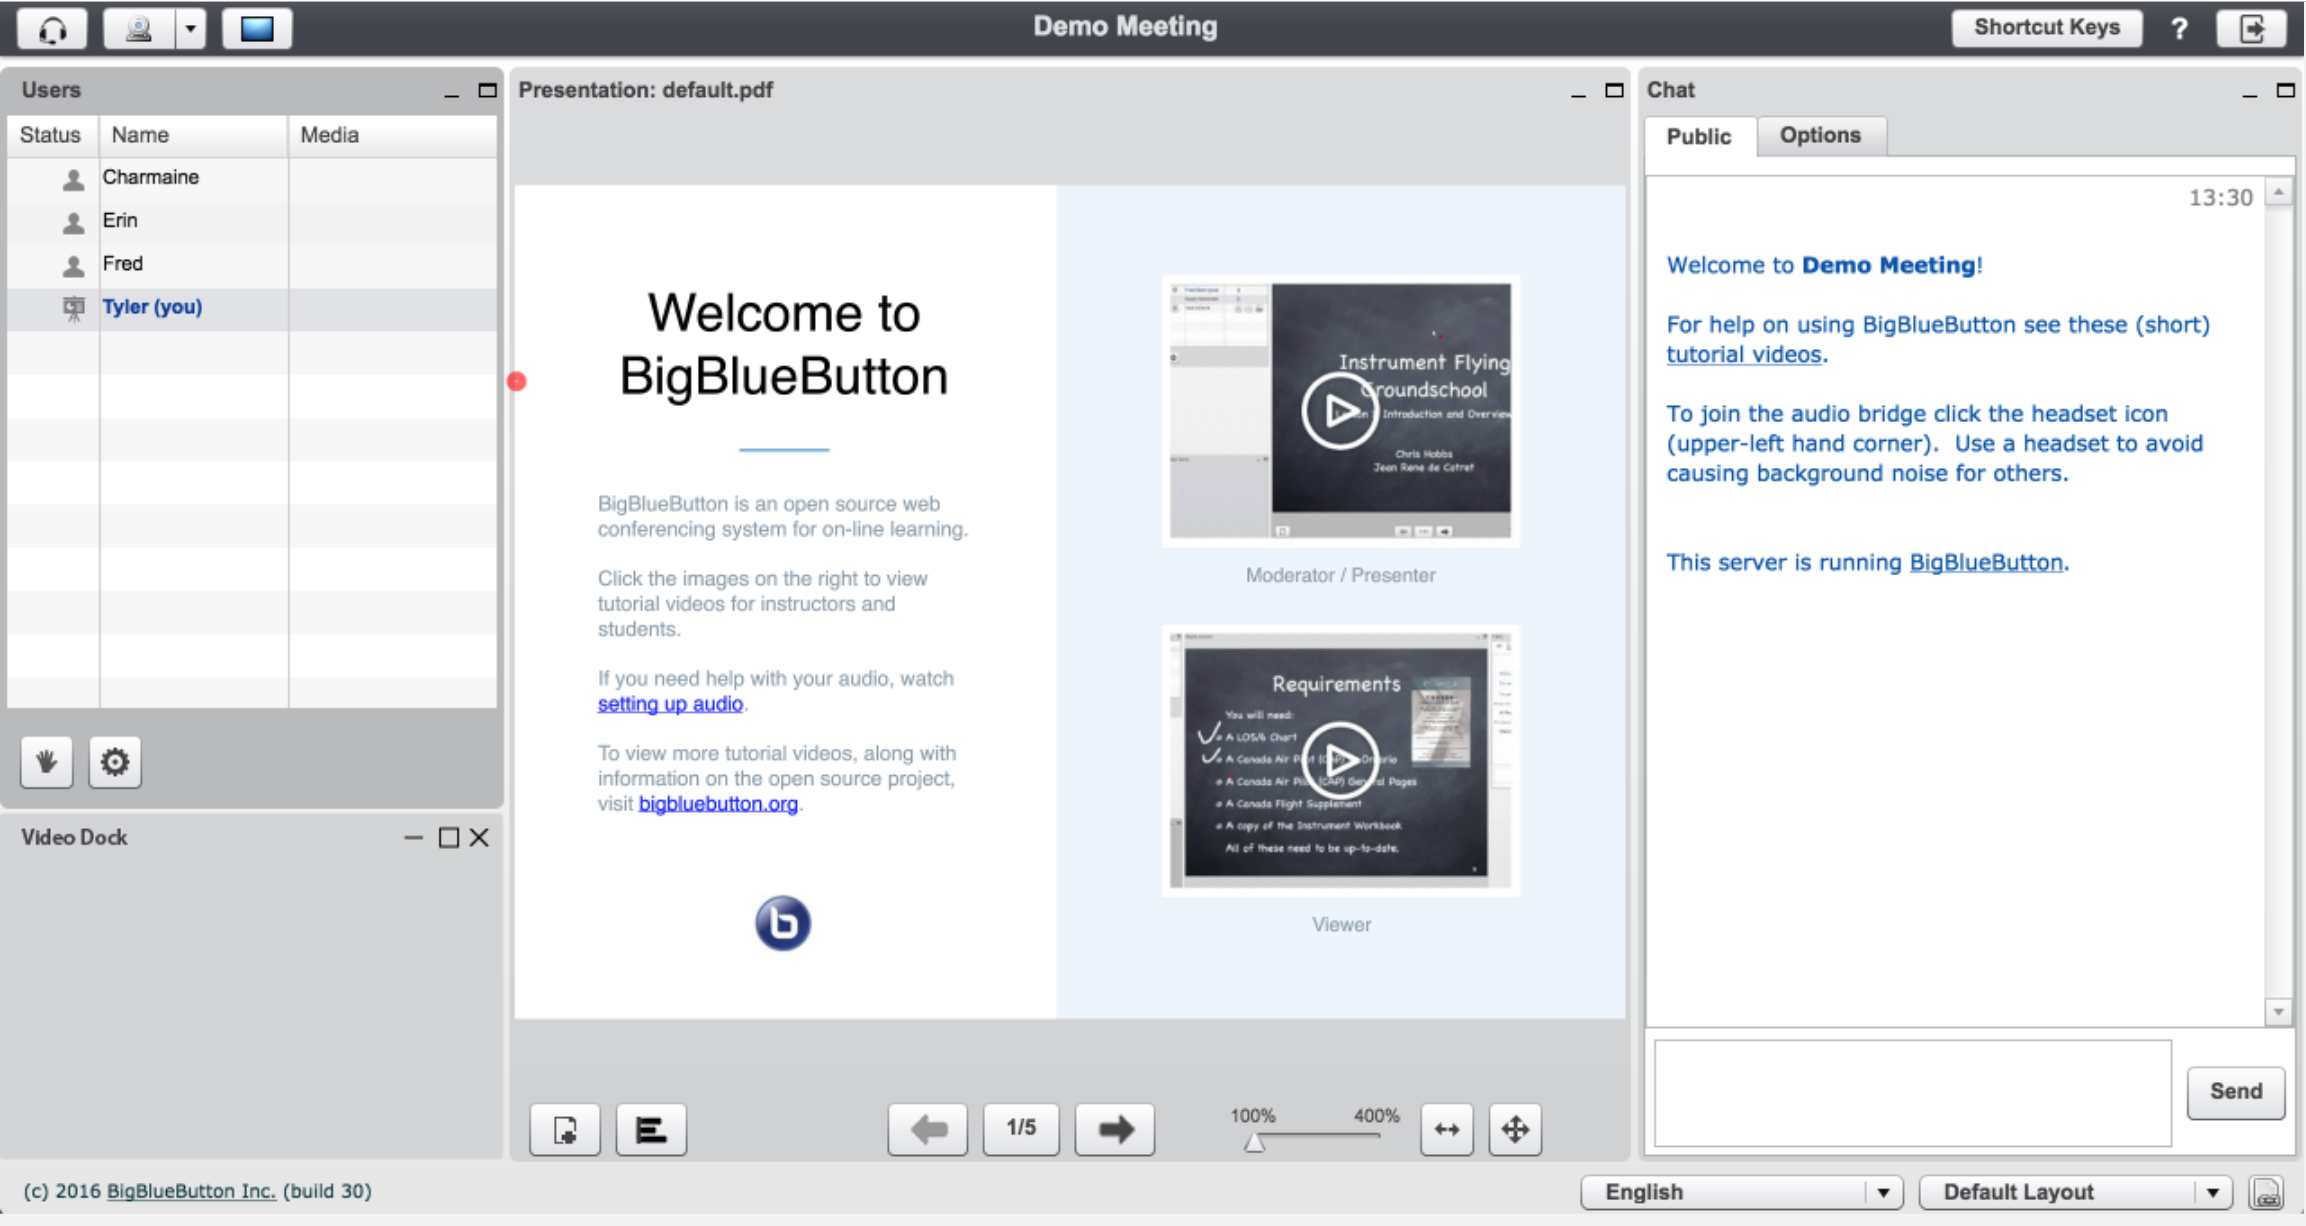 Demo Meeting
Shortcut Keys
?
Users
Status Name Media
Charmaine
Erin
Fred
Tyler (you)
Video Dock
Presentation: default.pdf
Welcome to
BigBlueButton
BigBlueButton is an open source web
conferencing system for on-line learning.
Click the images on the right to view
tutorial videos for instructors and
students.
If you need help with your audio, watch
setting up audio.
To view more tutorial videos, along with
information on the open source project,
visit bigbluebutton.org.
b
Instrument Flying
Groundschool
Introduction and Overview
Chris Hobbs
Jean Rene de Cotret
Moderator / Presenter
Requirements
You will need:
A LOS/6 Chart
A Canada Air Pilot (CAP) Ontario
A Canada Air Pilot (CAP) General Pages
A Canada Flight Supplement
A copy of the Instrument Workbook
All of these need to be up-to-date.
Viewer
1/5
100% 400%
Chat
Public Options
13:30
Welcome to Demo Meeting!
For help on using BigBlueButton see these (short)
tutorial videos.
To join the audio bridge click the headset icon
(upper-left hand corner). Use a headset to avoid
causing background noise for others.
This server is running BigBlueButton.
Send
(c) 2016 BigBlueButton Inc. (build 30)
English
Default Layout